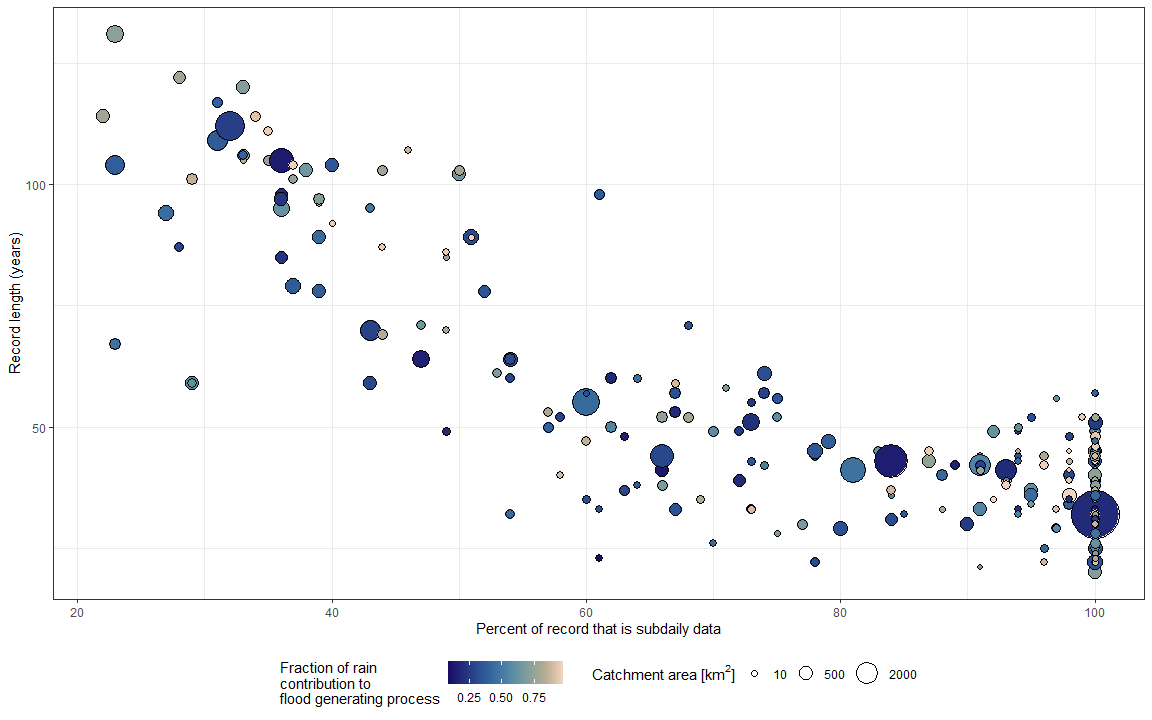 Record length (years)
100
50
20
40
60
80
100
Percent of record that is subdaily data
Fraction of rain
contribution to
flood generating process
0.25 0.50 0.75
Catchment area [km²]
10
500
2000